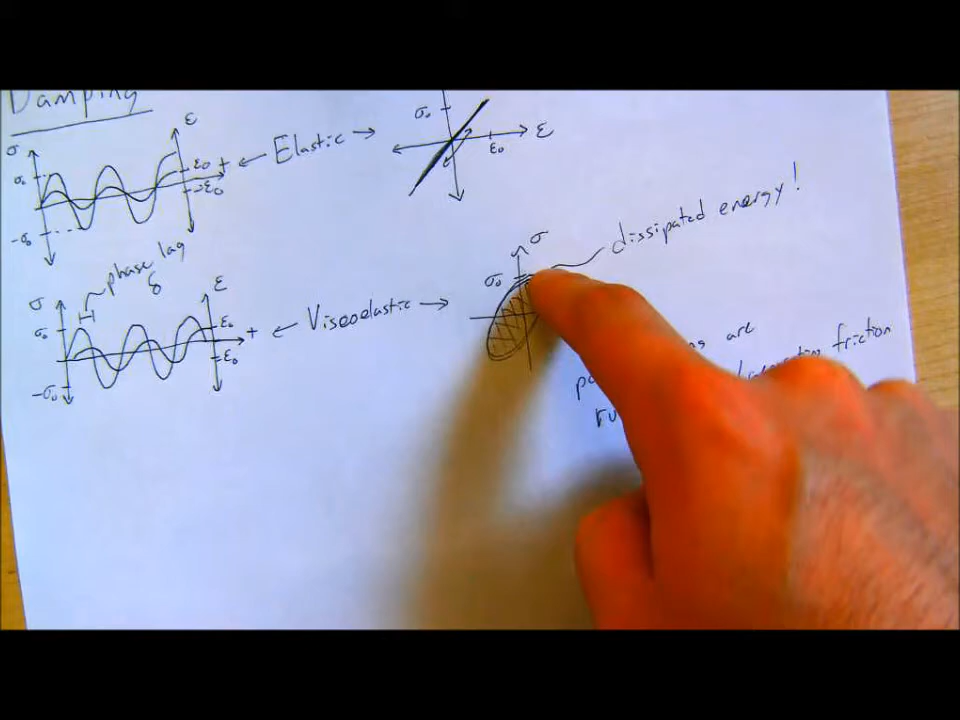 Damping
σ
ε
σ₀
ε₀
t
-ε₀
-σ₀
← Elastic →
σ₀
ε
ε₀
phase lag
δ
σ
ε
σ₀
ε₀
t
-ε₀
-σ₀
← Viscoelastic →
σ
σ₀
dissipated energy!
are
friction